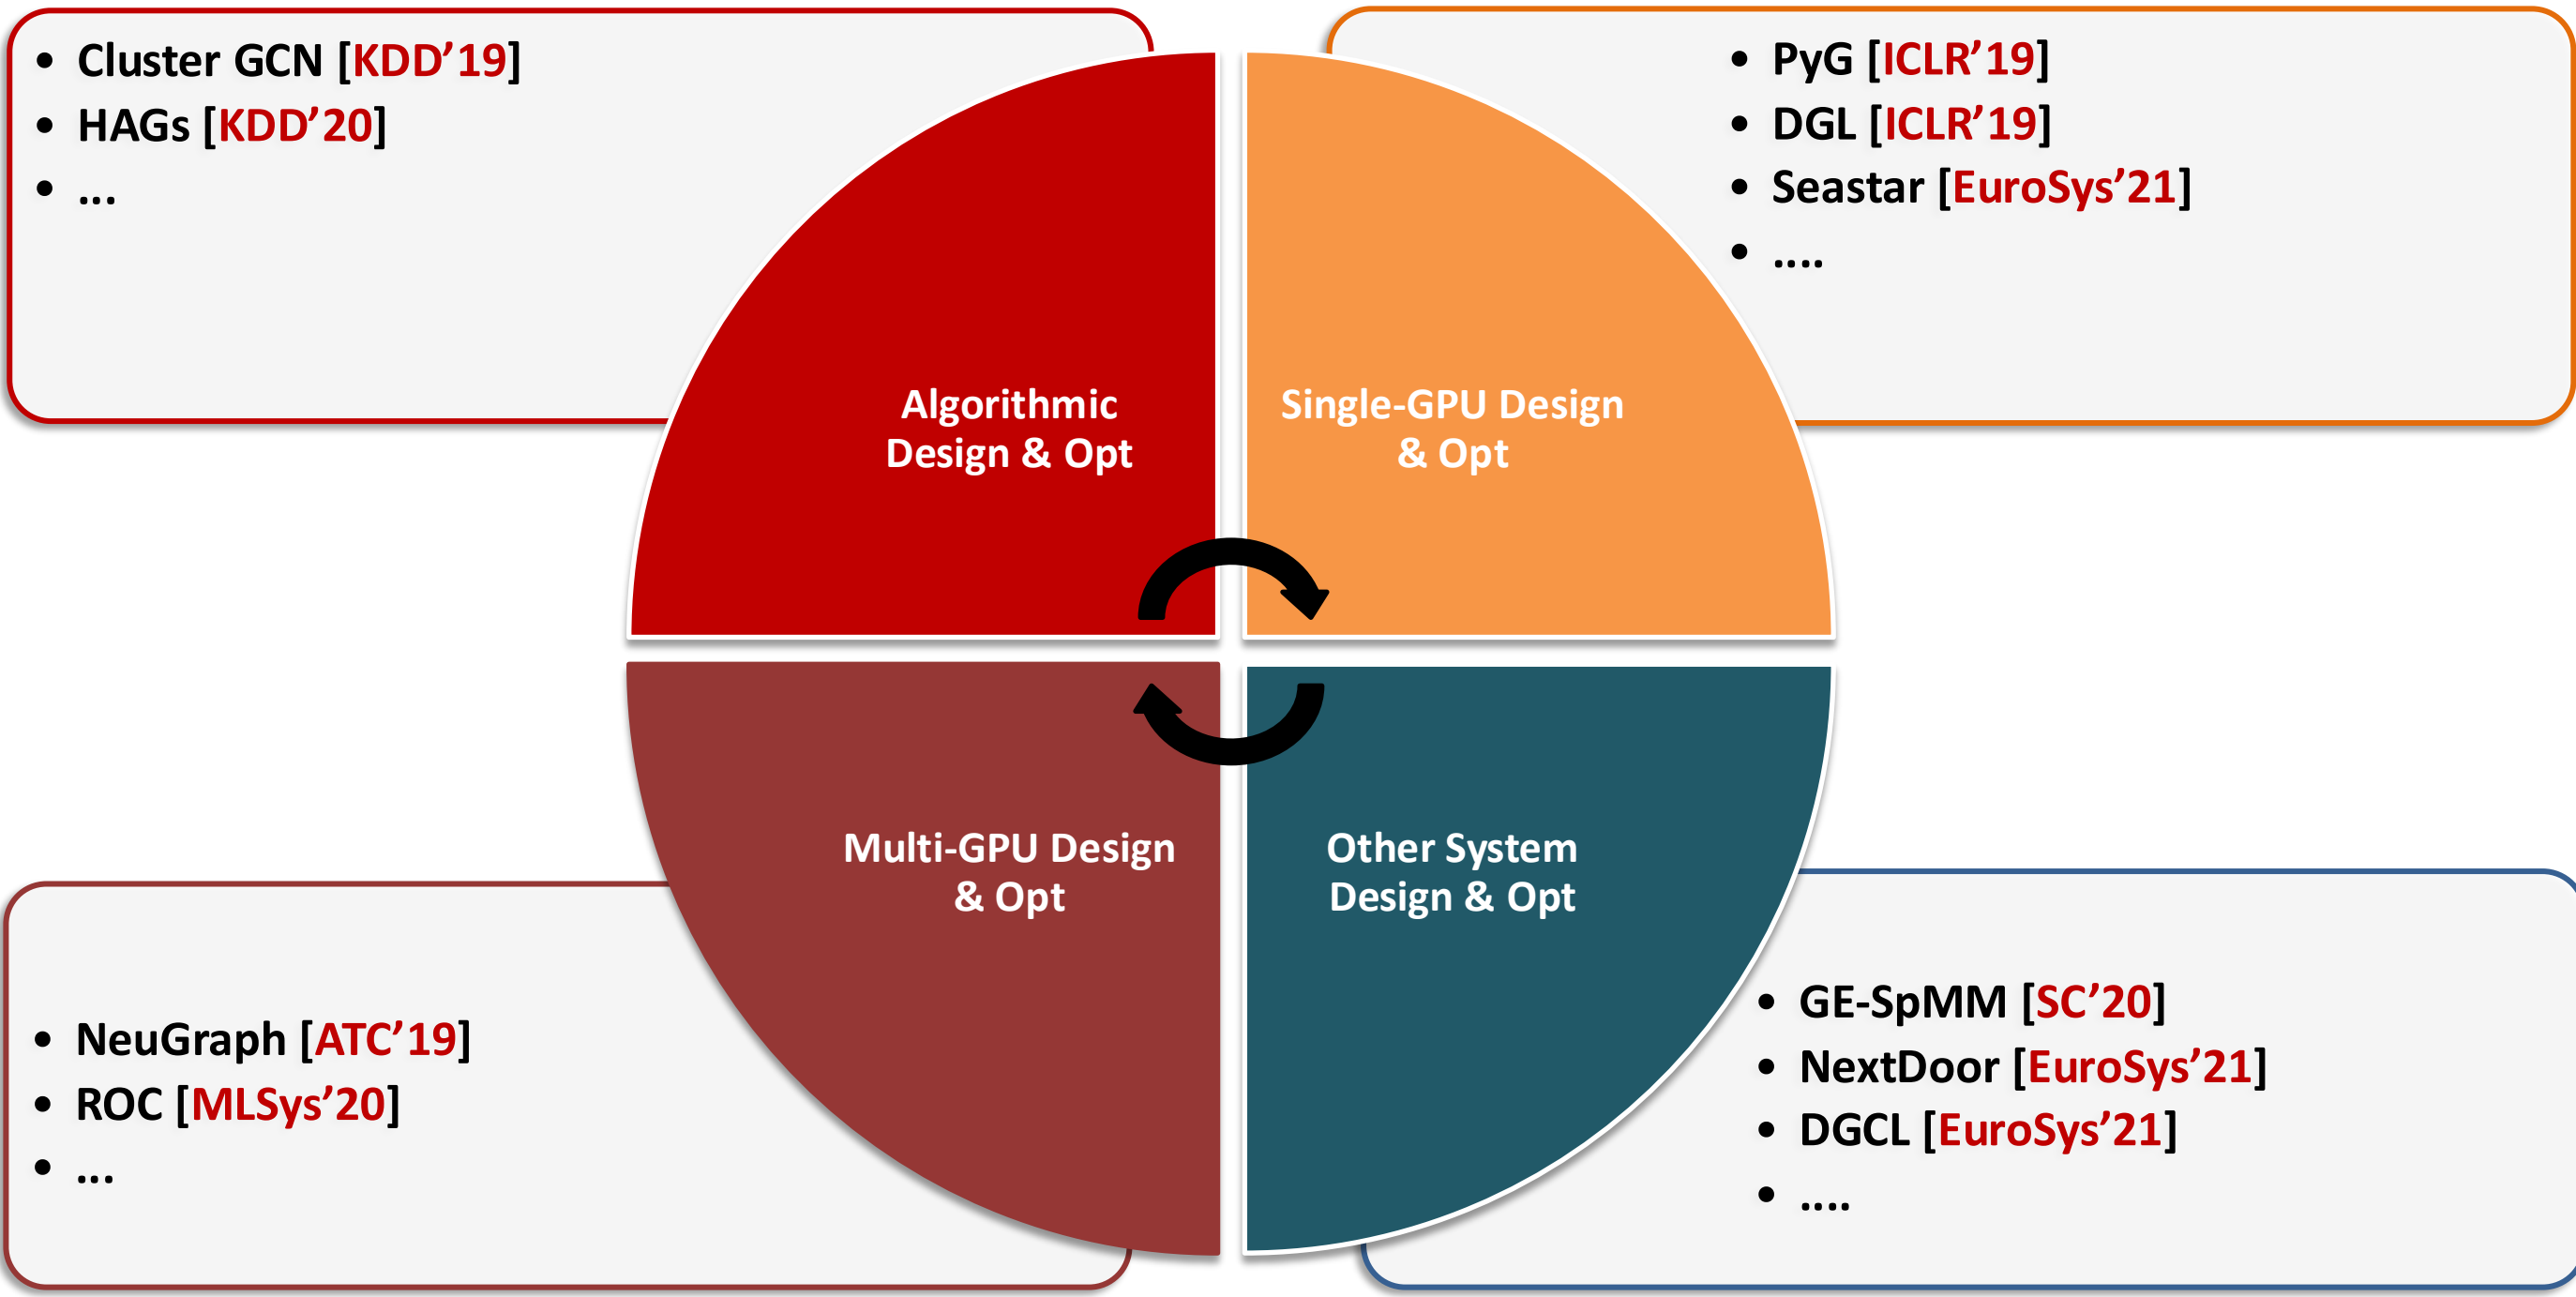 • Cluster GCN [KDD’19]
• HAGs [KDD’20]
• ...
• PyG [ICLR’19]
• DGL [ICLR’19]
• Seastar [EuroSys’21]
• ....
Algorithmic
Design & Opt
Single-GPU Design
& Opt
Multi-GPU Design
& Opt
Other System
Design & Opt
• NeuGraph [ATC’19]
• ROC [MLSys’20]
• ...
• GE-SpMM [SC’20]
• NextDoor [EuroSys’21]
• DGCL [EuroSys’21]
• ....